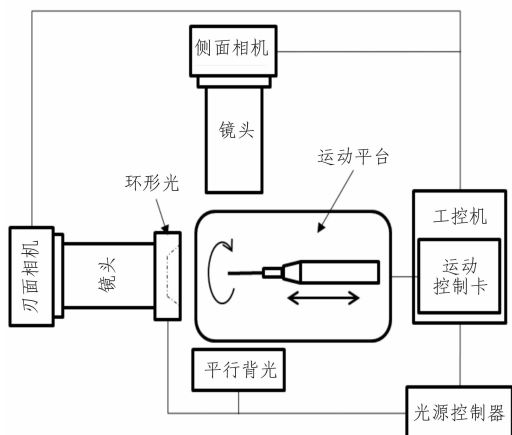 侧面相机
镜头
运动平台
环形光
工控机
运动
控制卡
刃面相机
镜头
平行背光
光源控制器